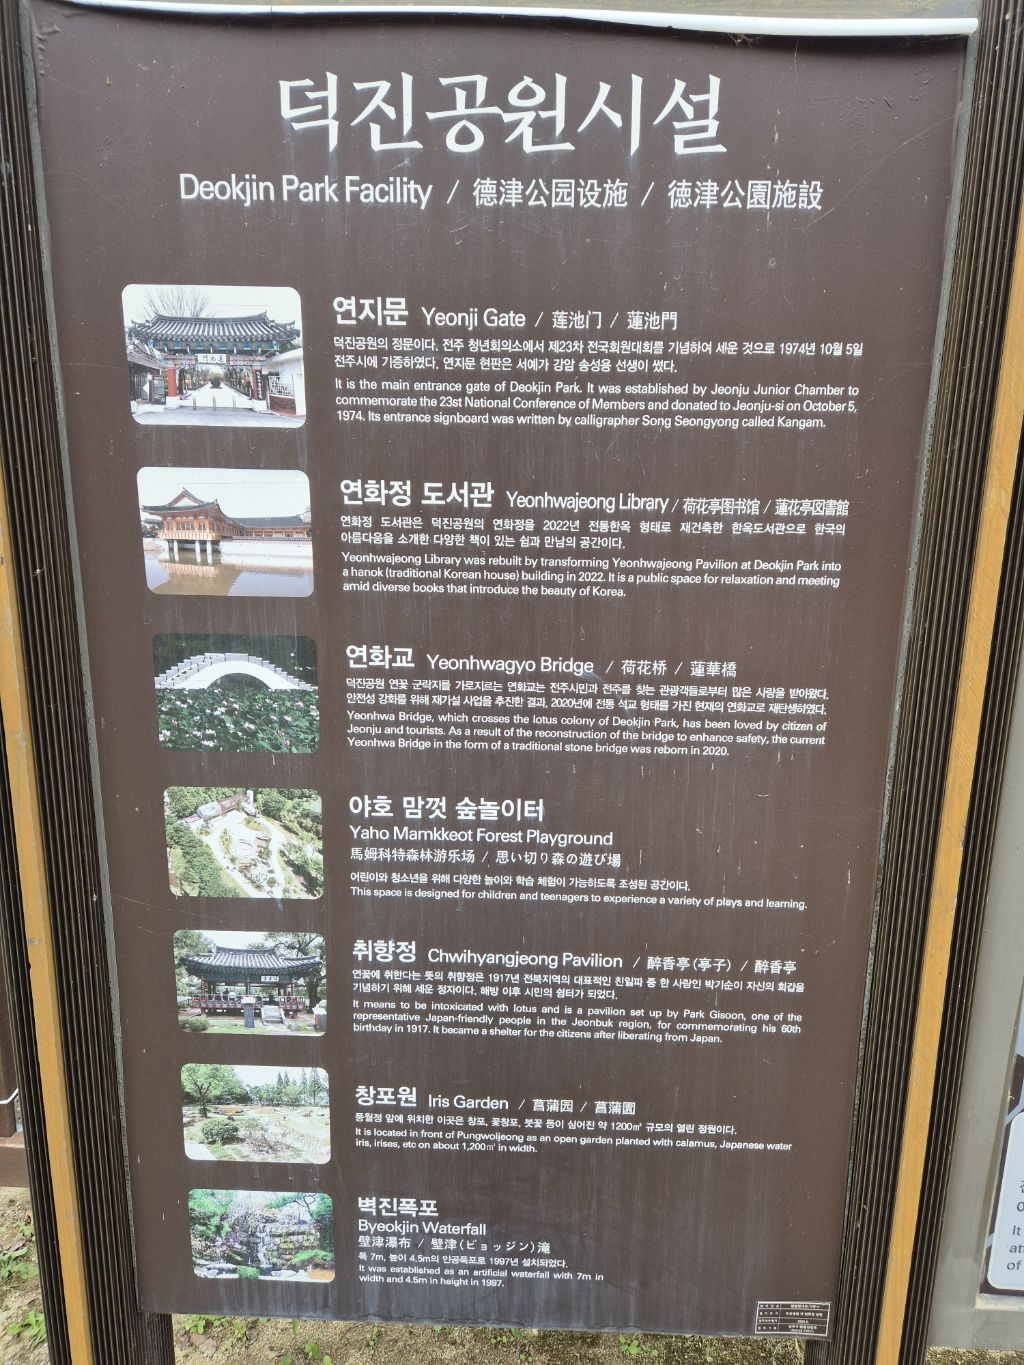 덕진공원시설
Deokjin Park Facility / 德津公园设施 / 徳津公園施設
연지문 Yeonji Gate / 莲池门 / 蓮池門
덕진공원의 정문이다. 전주 청년회의소에서 제23차 전국회원대회를 기념하여 세운 것으로 1974년 10월 5일
전주시에 기증하였다. 연지문 현판은 서예가 강암 송성용 선생이 썼다.
It is the main entrance gate of Deokjin Park. It was established by Jeonju Junior Chamber to
commemorate the 23st National Conference of Members and donated to Jeonju-si on October 5,
1974. Its entrance signboard was written by calligrapher Song Seongyong called Kangam.
연화정 도서관 Yeonhwajeong Library / 荷花亭图书馆 / 蓮花亭図書館
연화정 도서관은 덕진공원의 연화정을 2022년 전통한옥 형태로 재건축한 한옥도서관으로 한국의
아름다움을 소개한 다양한 책이 있는 쉼과 만남의 공간이다.
Yeonhwajeong Library was rebuilt by transforming Yeonhwajeong Pavilion at Deokjin Park into
a hanok (traditional Korean house) building in 2022. It is a public space for relaxation and meeting
amid diverse books that introduce the beauty of Korea.
연화교 Yeonhwagyo Bridge / 荷花桥 / 蓮華橋
덕진공원 연꽃 군락지를 가로지르는 연화교는 전주시민과 전주를 찾는 관광객들로부터 많은 사랑을 받아왔다.
안전성 강화를 위해 재가설 사업을 추진한 결과, 2020년에 전통 석교 형태를 가진 현재의 연화교로 재탄생하였다.
Yeonhwa Bridge, which crosses the lotus colony of Deokjin Park, has been loved by citizen of
Jeonju and tourists. As a result of the reconstruction of the bridge to enhance safety, the current
Yeonhwa Bridge in the form of a traditional stone bridge was reborn in 2020.
야호 맘껏 숲놀이터
Yaho Mamkkeot Forest Playground
馬姆科特森林游乐场 / 思い切り森の遊び場
어린이와 청소년을 위해 다양한 놀이와 학습 체험이 가능하도록 조성된 공간이다.
This space is designed for children and teenagers to experience a variety of plays and learning.
취향정 Chwihyangjeong Pavilion / 醉香亭(亭子) / 醉香亭
연꽃에 취한다는 뜻의 취향정은 1917년 전북지역의 대표적인 친일파 중 한 사람인 박기순이 자신의 회갑을
기념하기 위해 세운 정자이다. 해방 이후 시민의 쉼터가 되었다.
It means to be intoxicated with lotus and is a pavilion set up by Park Gisoon, one of the
representative Japan-friendly people in the Jeonbuk region, for commemorating his 60th
birthday in 1917. It became a shelter for the citizens after liberating from Japan.
창포원 Iris Garden / 菖蒲园 / 菖蒲園
풍월정 앞에 위치한 이곳은 창포, 꽃창포, 붓꽃 등이 심어진 약 1200㎡ 규모의 열린 정원이다.
It is located in front of Pungwoljeong as an open garden planted with calamus, Japanese water
iris, irises, etc on about 1,200㎡ in width.
벽진폭포
Byeokjin Waterfall
壁津瀑布 / 壁津(ビョッジン)滝
폭 7m, 높이 4.5m의 인공폭포로 1997년 설치되었다.
It was established as an artificial waterfall with 7m in
width and 4.5m in height in 1997.
It
of